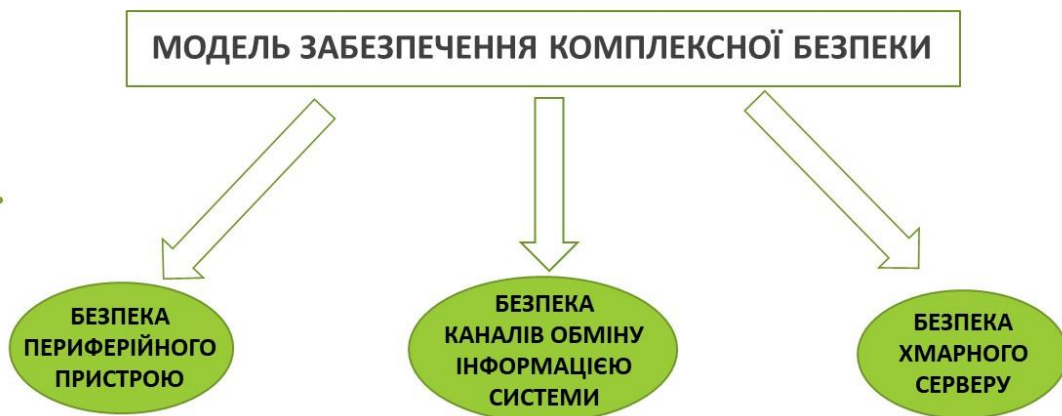 МОДЕЛЬ ЗАБЕЗПЕЧЕННЯ КОМПЛЕКСНОЇ БЕЗПЕКИ
БЕЗПЕКА
ПЕРИФЕРІЙНОГО
ПРИСТРОЮ
БЕЗПЕКА
КАНАЛІВ ОБМІНУ
ІНФОРМАЦІЄЮ
СИСТЕМИ
БЕЗПЕКА
ХМАРНОГО
СЕРВЕРУ